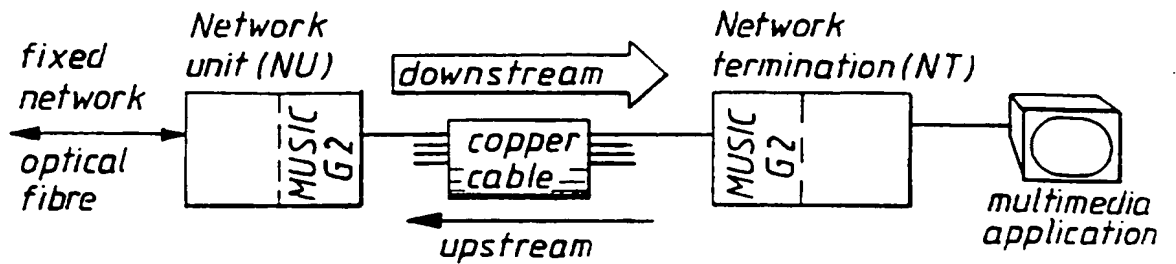 fixed
network
optical
fibre
Network
unit (NU)
MUSIC
G2
downstream
copper
cable
upstream
Network
termination (NT)
MUSIC
G2
multimedia
application